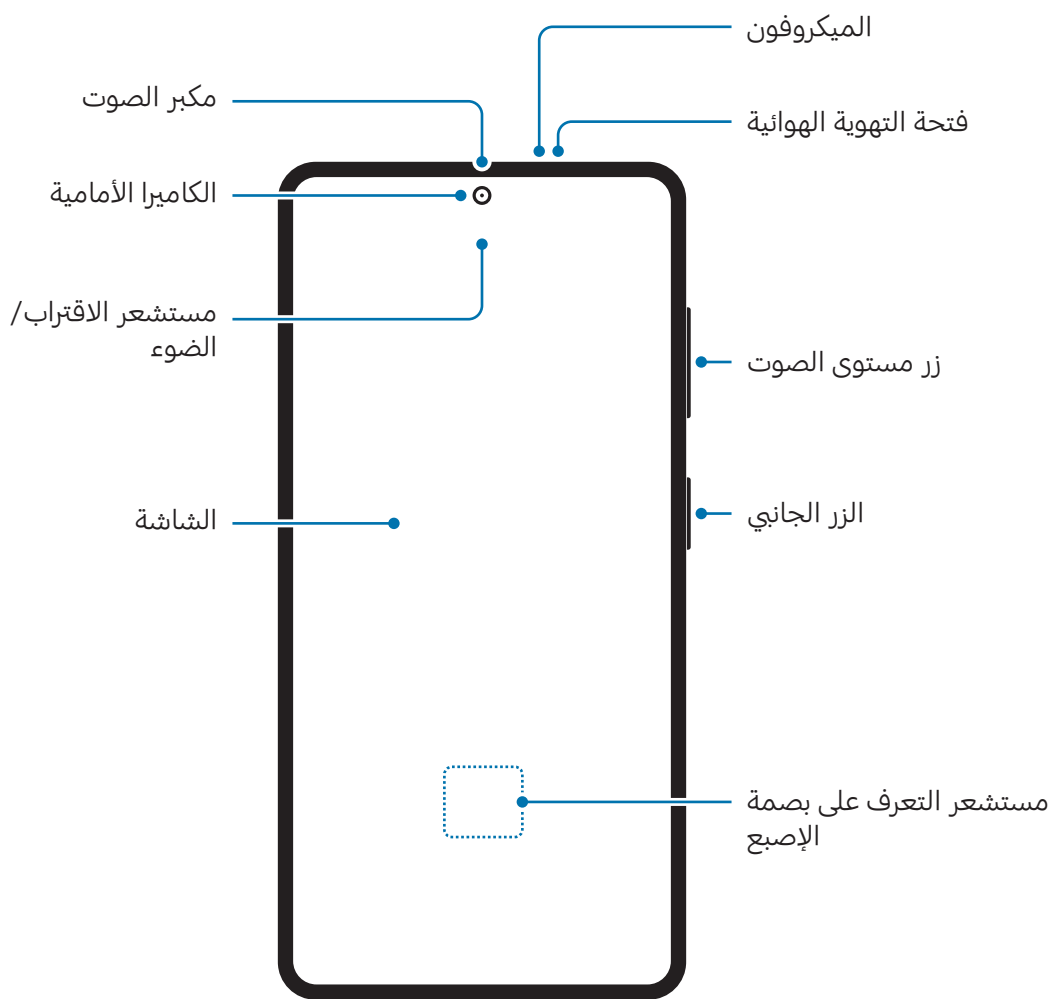 الميكروفون
مكبر الصوت
فتحة التهوية الهوائية
الكاميرا الأمامية
مستشعر الاقتراب/
الضوء
زر مستوى الصوت
الزر الجانبي
الشاشة
مستشعر التعرف على بصمة
الإصبع